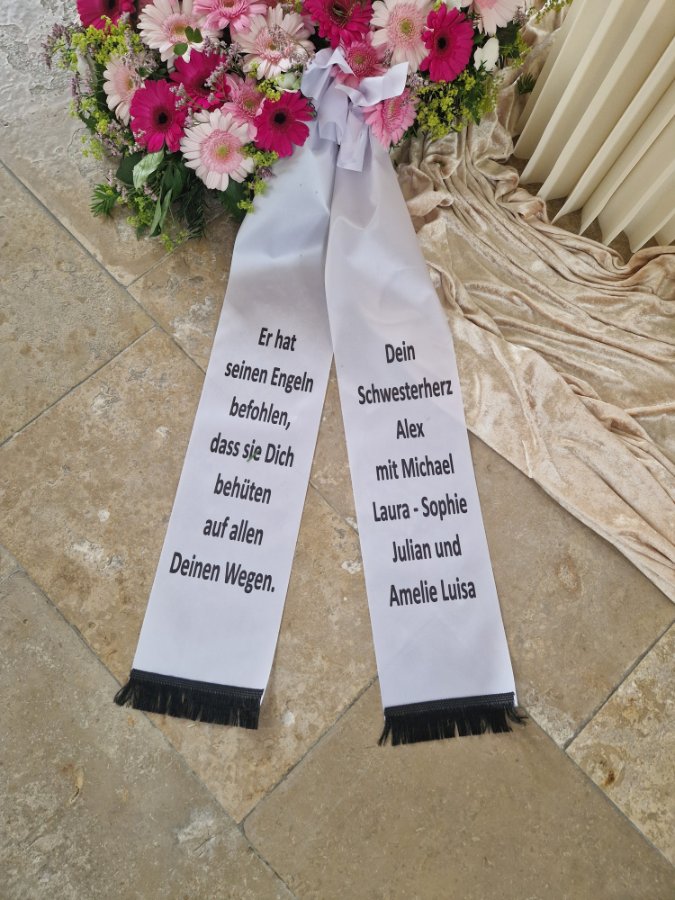 Er hat
seinen Engeln
befohlen,
dass sie Dich
behüten
auf allen
Deinen Wegen.
Dein
Schwesterherz
Alex
mit Michael
Laura - Sophie
Julian und
Amelie Luisa